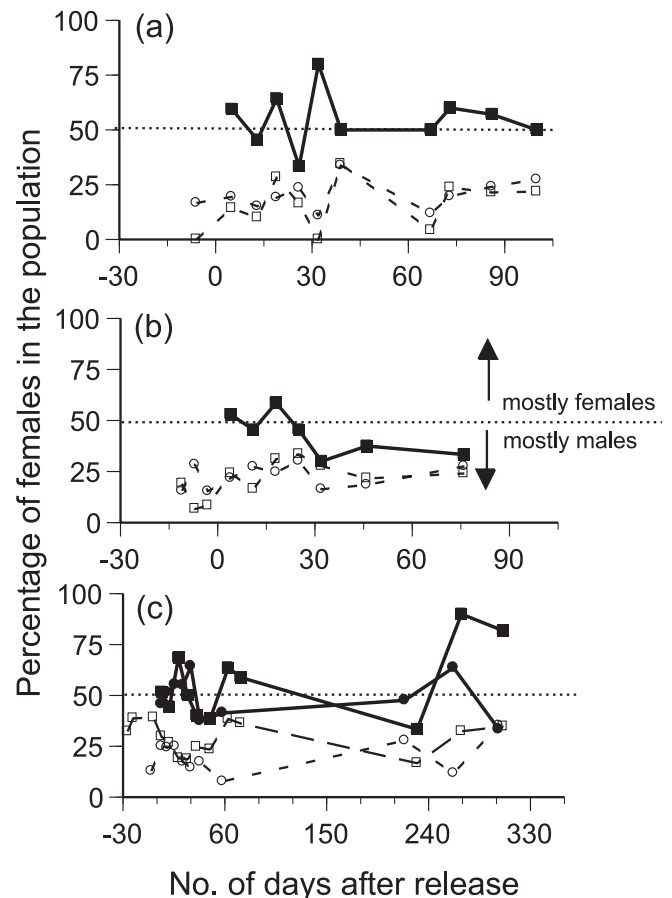 Percentage of females in the population
(a)
100
75
50
25
0
-30 0 30 60 90
(b)
100
75
50
25
0
mostly females
mostly males
-30 0 30 60 90
(c)
100
75
50
25
0
-30 60 150 240 330
No. of days after release